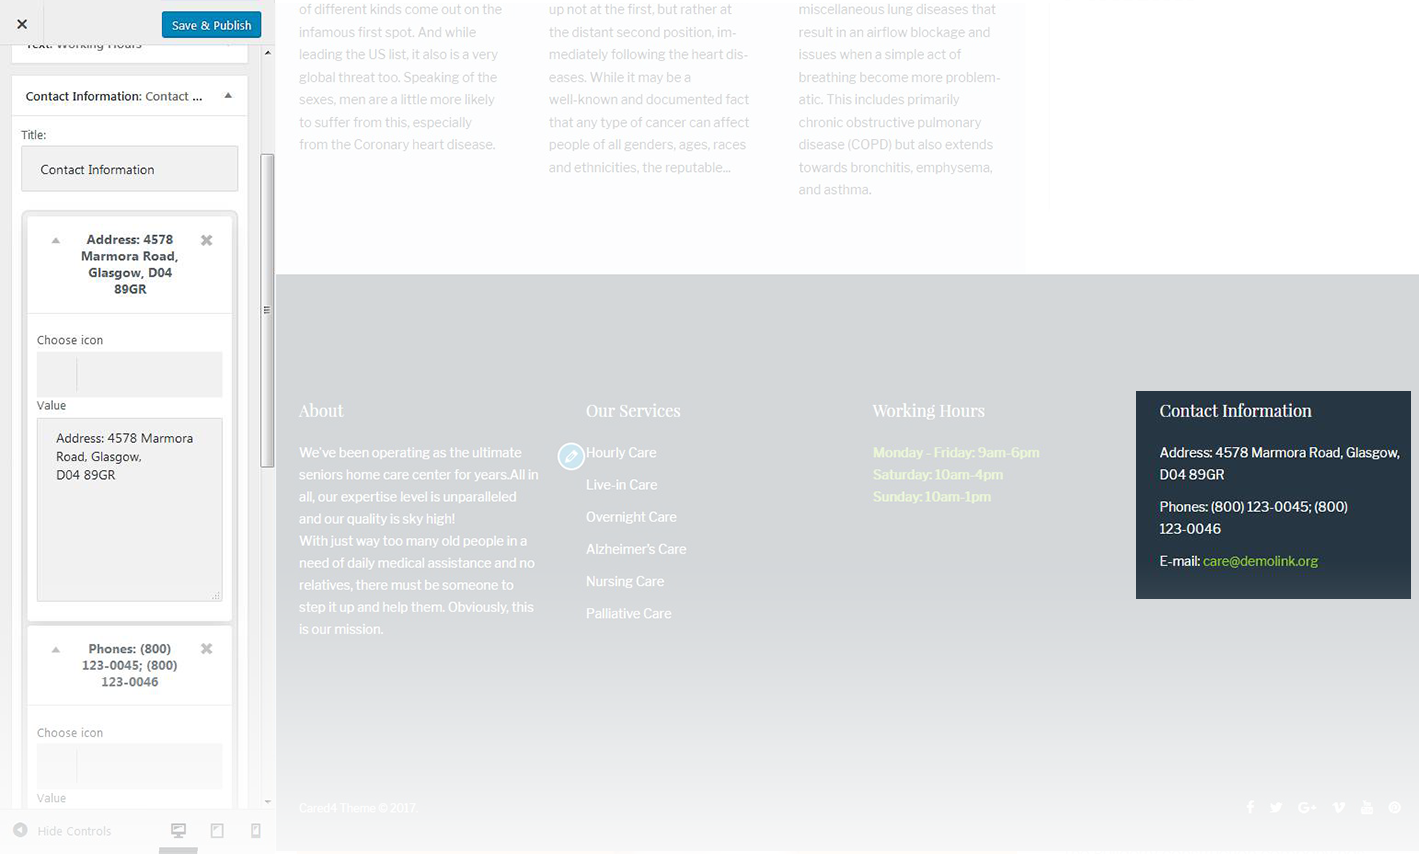 Save & Publish
Text: Working Hours
Contact Information: Contact ...
Title:
Contact Information
Address: 4578
Marmora Road,
Glasgow, D04
89GR
Choose icon
Value
Address: 4578 Marmora
Road, Glasgow,
D04 89GR
Phones: (800)
123-0045; (800)
123-0046
Choose icon
Value
Hide Controls
of different kinds come out on the
infamous first spot. And while
leading the US list, it also is a very
global threat too. Speaking of the
sexes, men are a little more likely
to suffer from this, especially
from the Coronary heart disease.
up not at the first, but rather at
the distant second position, im-
mediately following the heart dis-
eases. While it may be a
well-known and documented fact
that any type of cancer can affect
people of all genders, ages, races
and ethnicities, the reputable...
miscellaneous lung diseases that
result in an airflow blockage and
issues when a simple act of
breathing become more problem-
atic. This includes primarily
chronic obstructive pulmonary
disease (COPD) but also extends
towards bronchitis, emphysema,
and asthma.
About
We've been operating as the ultimate
seniors home care center for years.All in
all, our expertise level is unparalleled
and our quality is sky high!
With just way too many old people in a
need of daily medical assistance and no
relatives, there must be someone to
step it up and help them. Obviously, this
is our mission.
Our Services
Hourly Care
Live-in Care
Overnight Care
Alzheimer's Care
Nursing Care
Palliative Care
Working Hours
Monday - Friday: 9am-6pm
Saturday: 10am-4pm
Sunday: 10am-1pm
Contact Information
Address: 4578 Marmora Road, Glasgow,
D04 89GR
Phones: (800) 123-0045; (800)
123-0046
E-mail: care@demolink.org
Cared4 Theme © 2017.